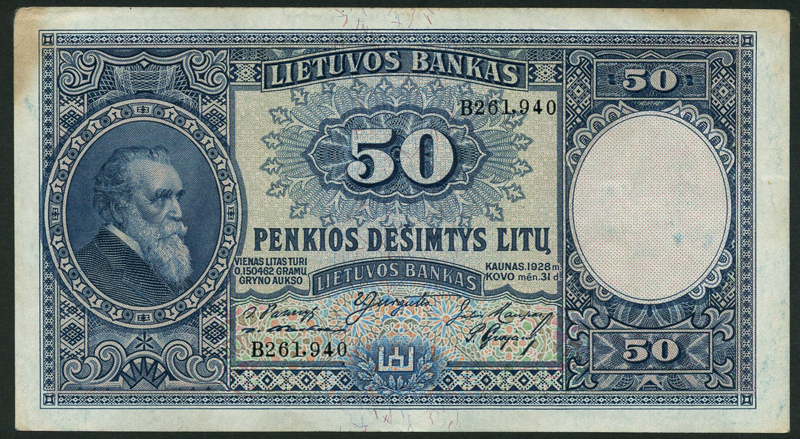 LIETUVOS BANKAS
50
B261.940
50
PENKIOS DEŠIMTYS LITŲ
VIENAS LITAS TURI
0.150462 GRAMŲ
GRYNO AUKSO
LIETUVOS BANKAS
KAUNAS.1928 m.
KOVO mėn. 31 d.
B261.940
50